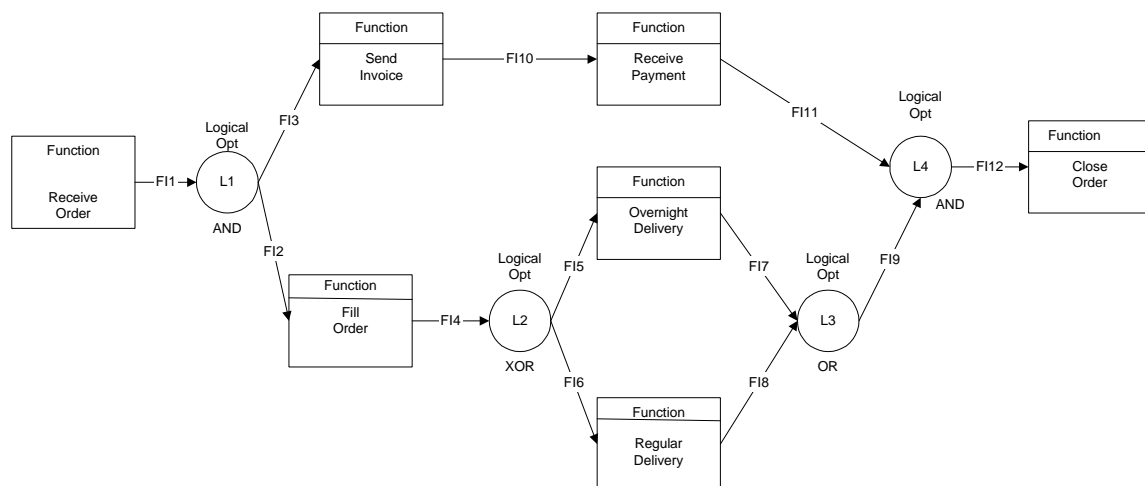 Function
Send
Invoice
FI10
Function
Receive
Payment
FI11
Logical
Opt
L4
AND
FI12
Function
Close
Order
Function
Receive
Order
FI1
Logical
Opt
L1
AND
FI3
FI2
Function
Fill
Order
FI4
Logical
Opt
L2
XOR
FI5
FI6
Function
Overnight
Delivery
FI7
Function
Regular
Delivery
FI8
Logical
Opt
L3
OR
FI9